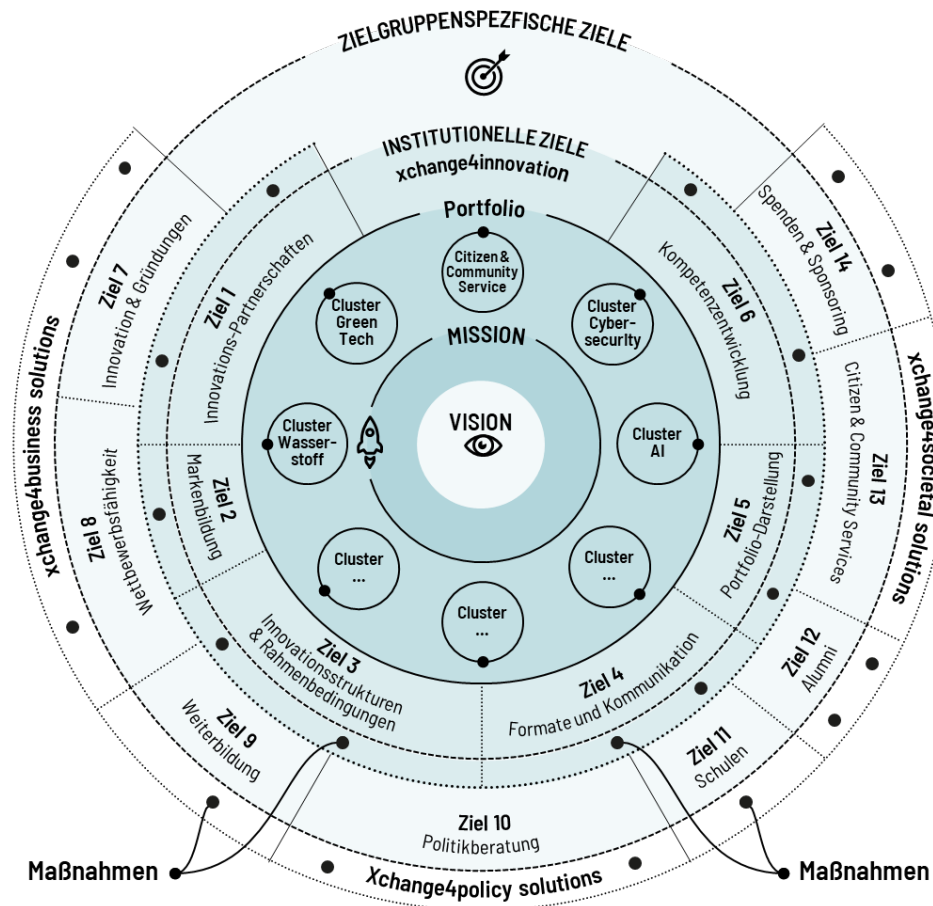 ZIELGRUPPENSPEZFISCHE ZIELE
INSTITUTIONELLE ZIELE
xchange4innovation
Portfolio
Citizen &
Community
Service
Cluster
Green
Tech
Cluster
Cyber-
security
MISSION
VISION
Cluster
Wasser-
stoff
Cluster
AI
Cluster
...
Cluster
...
Cluster
...
Ziel 1
Innovations-Partnerschaften
Ziel 2
Markenbildung
Ziel 3
Innovationsstrukturen
& Rahmenbedingungen
Ziel 4
Formate und Kommunikation
Ziel 5
Portfolio-Darstellung
Ziel 6
Kompetenzentwicklung
Ziel 7
Innovation & Gründungen
Ziel 8
Wettbewerbsfähigkeit
Ziel 9
Weiterbildung
Ziel 10
Politikberatung
Ziel 11
Schulen
Ziel 12
Alumni
Ziel 13
Citizen & Community Services
Ziel 14
Spenden & Sponsoring
xchange4business solutions
Xchange4policy solutions
xchange4societal solutions
Maßnahmen
Maßnahmen